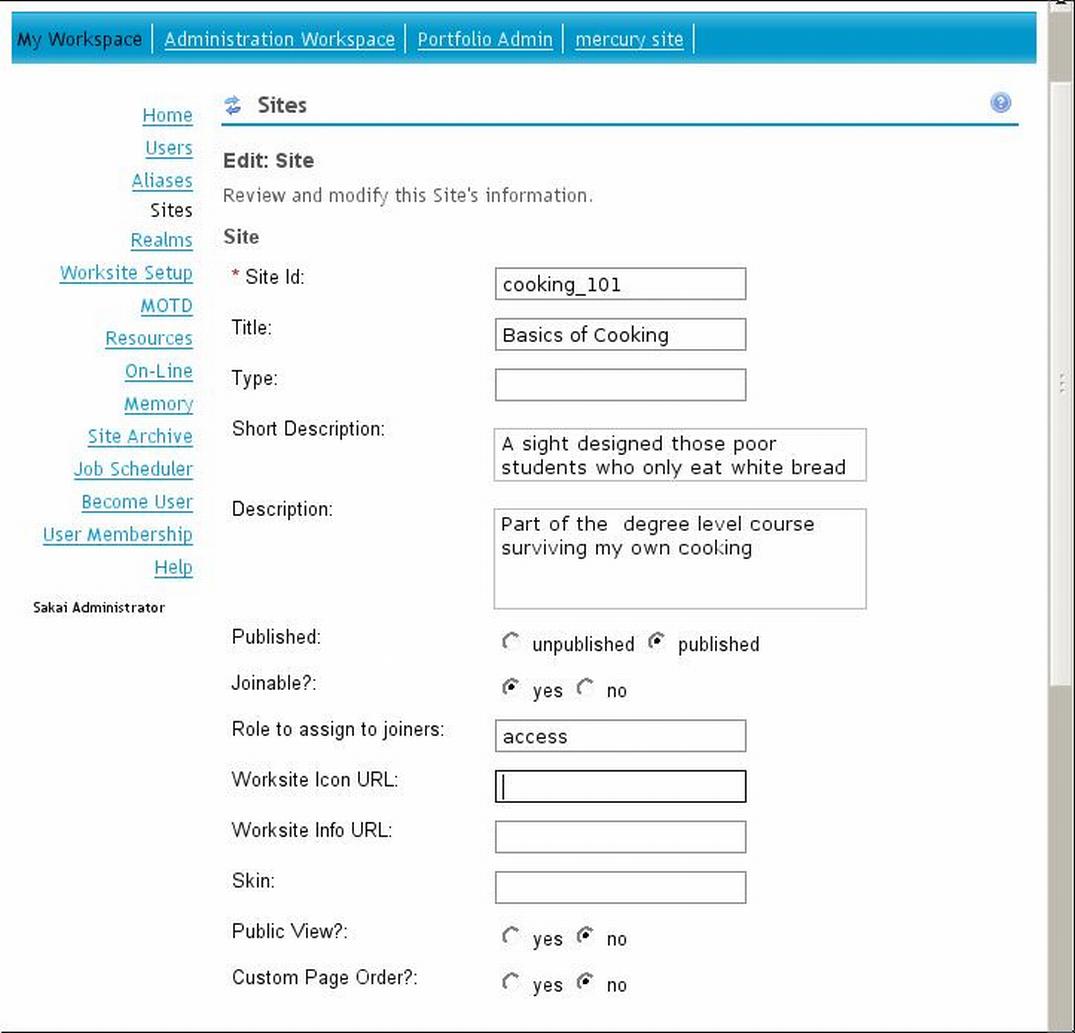 My Workspace Administration Workspace Portfolio Admin mercury site
Home
Users
Aliases
Sites
Realms
Worksite Setup
MOTD
Resources
On-Line
Memory
Site Archive
Job Scheduler
Become User
User Membership
Help
Sakai Administrator
Sites ?
Edit: Site
Review and modify this Site's information.
Site
* Site Id: cooking_101
Title: Basics of Cooking
Type:
Short Description: A sight designed those poor
students who only eat white bread
Description: Part of the  degree level course
surviving my own cooking
Published: unpublished published
Joinable?: yes no
Role to assign to joiners: access
Worksite Icon URL:
Worksite Info URL:
Skin:
Public View?: yes no
Custom Page Order?: yes no